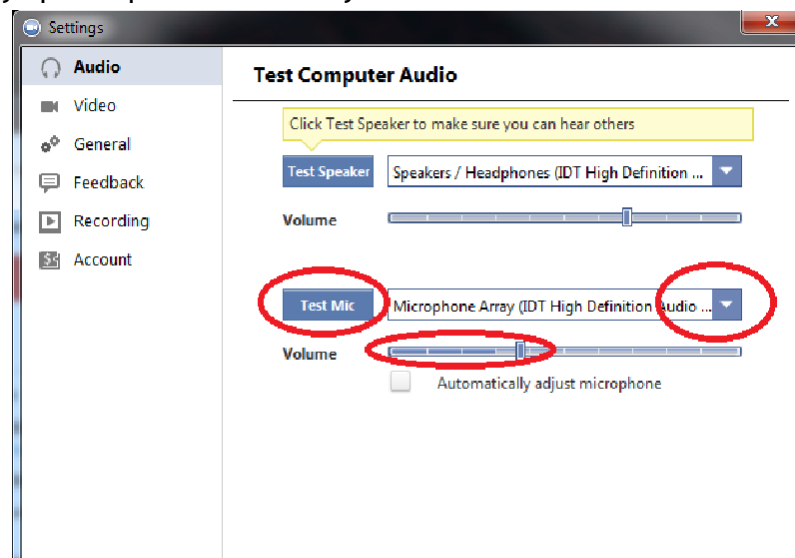 Settings
Audio
Video
General
Feedback
Recording
Account
Test Computer Audio
Click Test Speaker to make sure you can hear others
Test Speaker
Speakers / Headphones (IDT High Definition ...
Volume
Test Mic
Microphone Array (IDT High Definition Audio ...
Volume
Automatically adjust microphone